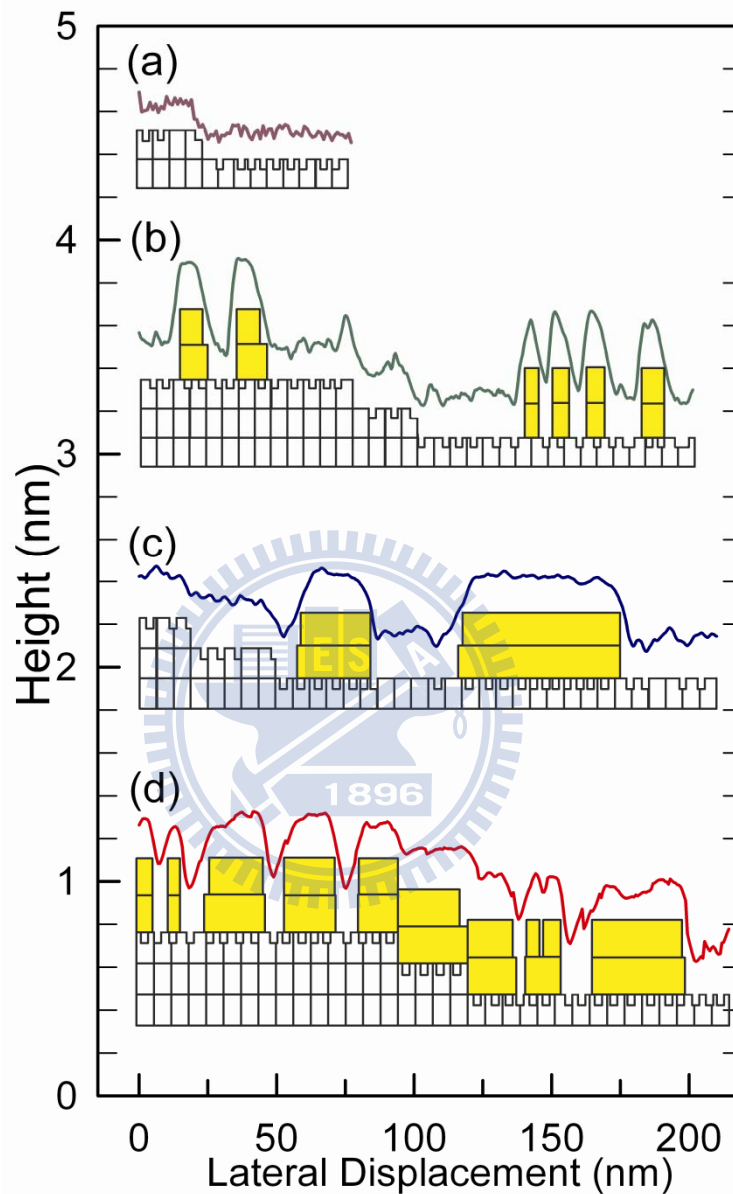 5
(a)
4
(b)
3
Height (nm)
(c)
2
E S A
1896
(d)
1
0
0 50 100 150 200
Lateral Displacement (nm)